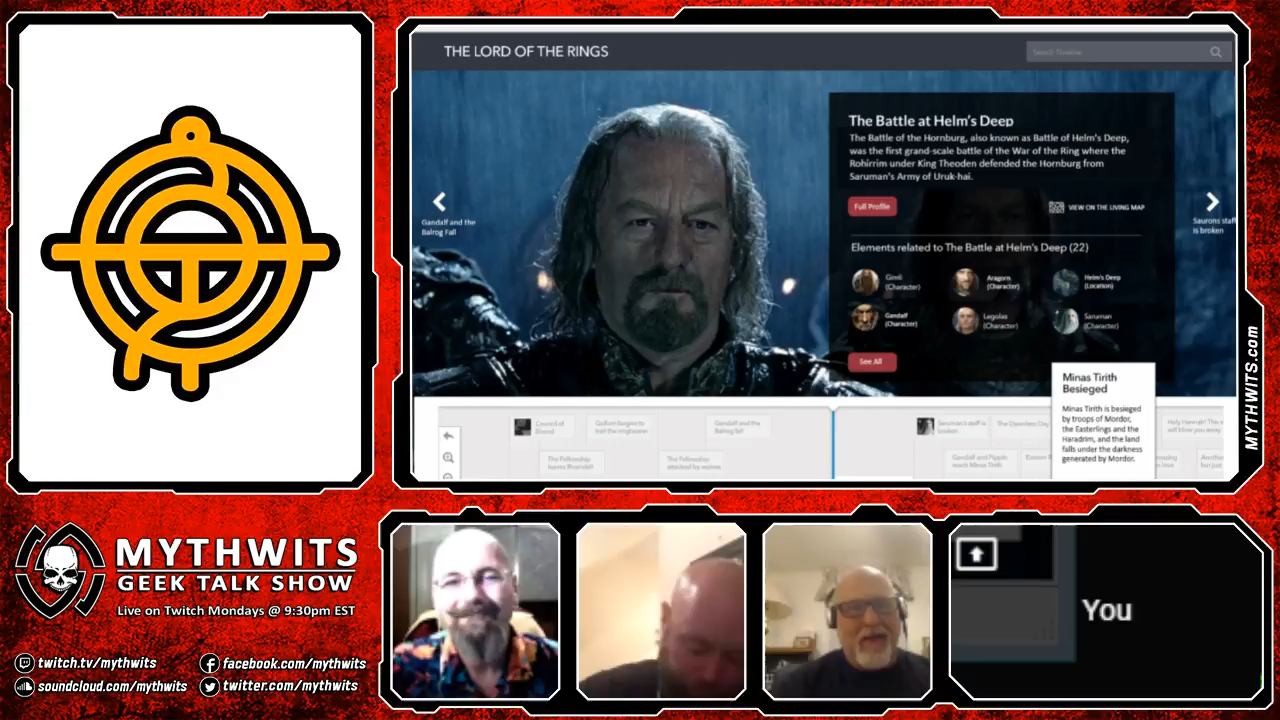 THE LORD OF THE RINGS
Search Timeline
The Battle at Helm's Deep
The Battle of the Hornburg, also known as Battle of Helm's Deep,
was the first grand-scale battle of the War of the Ring where the
Rohirrim under King Theoden defended the Hornburg from
Saruman's Army of Uruk-hai.
Gandalf and the
Balrog Fall
Saurons staff
is broken
Full Profile
VIEW ON THE LIVING MAP
Elements related to The Battle at Helm's Deep (22)
Gimli
(Character)
Aragorn
(Character)
Helm's Deep
(Location)
Gandalf
(Character)
Legolas
(Character)
Saruman
(Character)
See All
Minas Tirith
Besieged
Minas Tirith is besieged
by troops of Mordor,
the Easterlings and the
Haradrim, and the land
falls under the darkness
generated by Mordor.
Council of
Elrond
Gollum begins to
trail the ringbearer
Gandalf and the
Balrog fall
Saruman's staff is
broken
The Dawnless Day
The Fellowship
leaves Rivendell
The Fellowship
attacked by wolves
Gandalf and Pippin
reach Minas Tirith
will blow you away
but just
MYTHWITS.com
MYTHWITS
GEEK TALK SHOW
Live on Twitch Mondays @ 9:30pm EST
twitch.tv/mythwits
facebook.com/mythwits
soundcloud.com/mythwits
twitter.com/mythwits
You